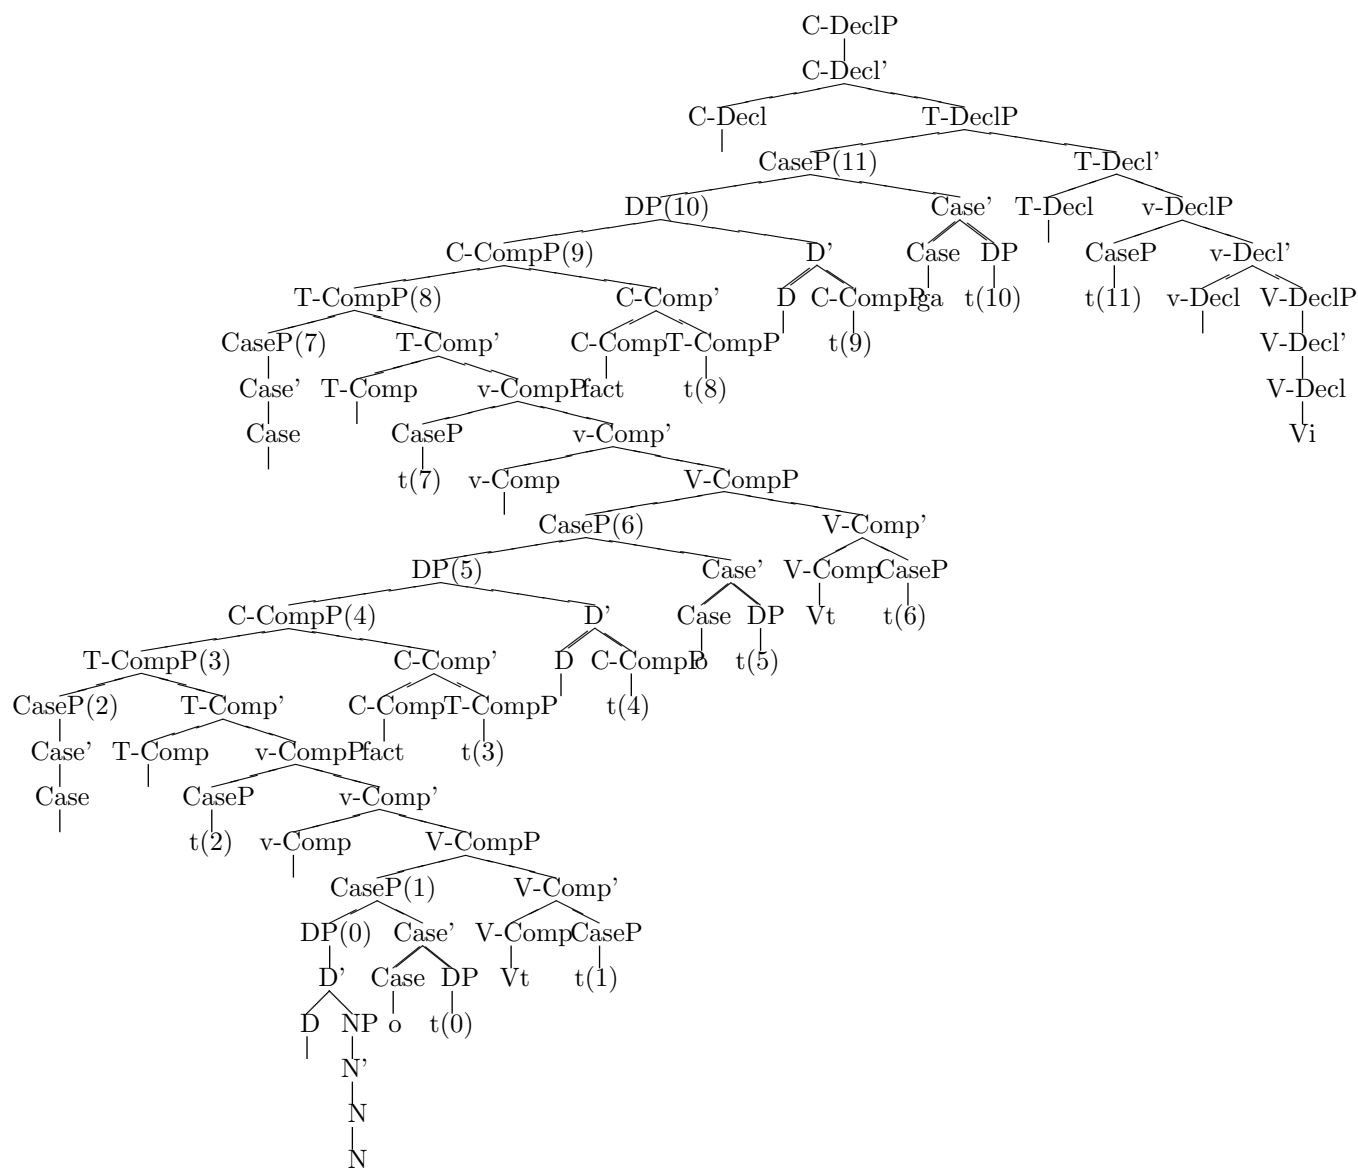 C-DeclP
C-Decl'
C-Decl T-DeclP
CaseP(11) T-Decl'
DP(10) Case' T-Decl v-DeclP
C-CompP(9) D' Case DP CaseP v-Decl'
T-CompP(8) C-Comp' D C-CompP ga t(10) t(11) v-Decl V-DeclP
CaseP(7) T-Comp' C-Comp T-CompP t(9) V-Decl'
Case' T-Comp v-CompP fact t(8) V-Decl
Case CaseP v-Comp' Vi
t(7) v-Comp V-CompP
CaseP(6) V-Comp'
DP(5) Case' V-Comp CaseP
C-CompP(4) D' Case DP Vt t(6)
T-CompP(3) C-Comp' D C-CompP o t(5)
CaseP(2) T-Comp' C-Comp T-CompP t(4)
Case' T-Comp v-CompP fact t(3)
Case CaseP v-Comp'
t(2) v-Comp V-CompP
CaseP(1) V-Comp'
DP(0) Case' V-Comp CaseP
D' Case DP Vt t(1)
D NP o t(0)
N'
N
N